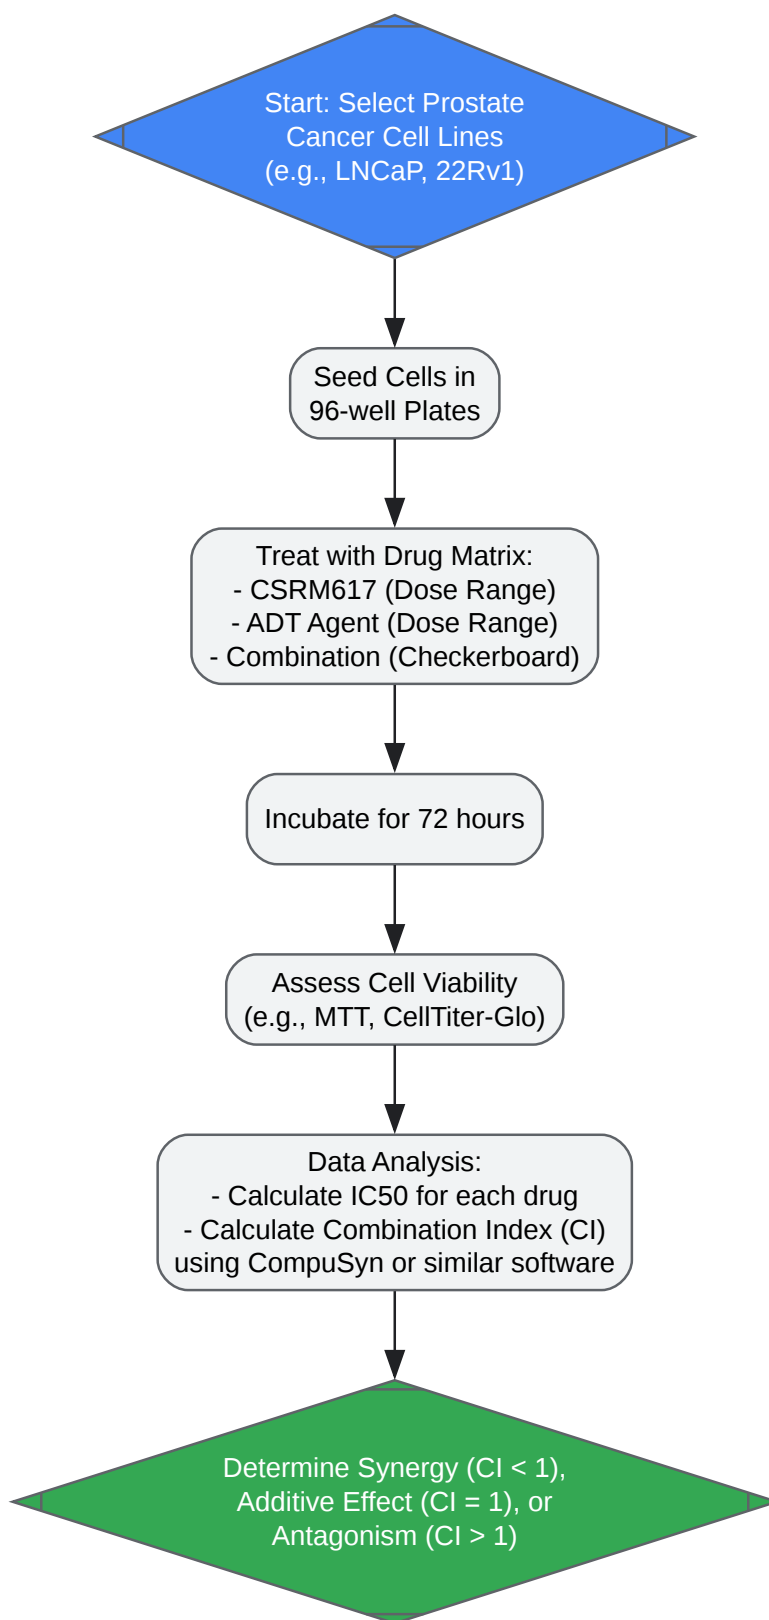 Start: Select Prostate
Cancer Cell Lines
(e.g., LNCaP, 22Rv1)
Seed Cells in
96-well Plates
Treat with Drug Matrix:
- CSRM617 (Dose Range)
- ADT Agent (Dose Range)
- Combination (Checkerboard)
Incubate for 72 hours
Assess Cell Viability
(e.g., MTT, CellTiter-Glo)
Data Analysis:
- Calculate IC50 for each drug
- Calculate Combination Index (CI)
using CompuSyn or similar software
Determine Synergy (CI < 1),
Additive Effect (CI = 1), or
Antagonism (CI > 1)